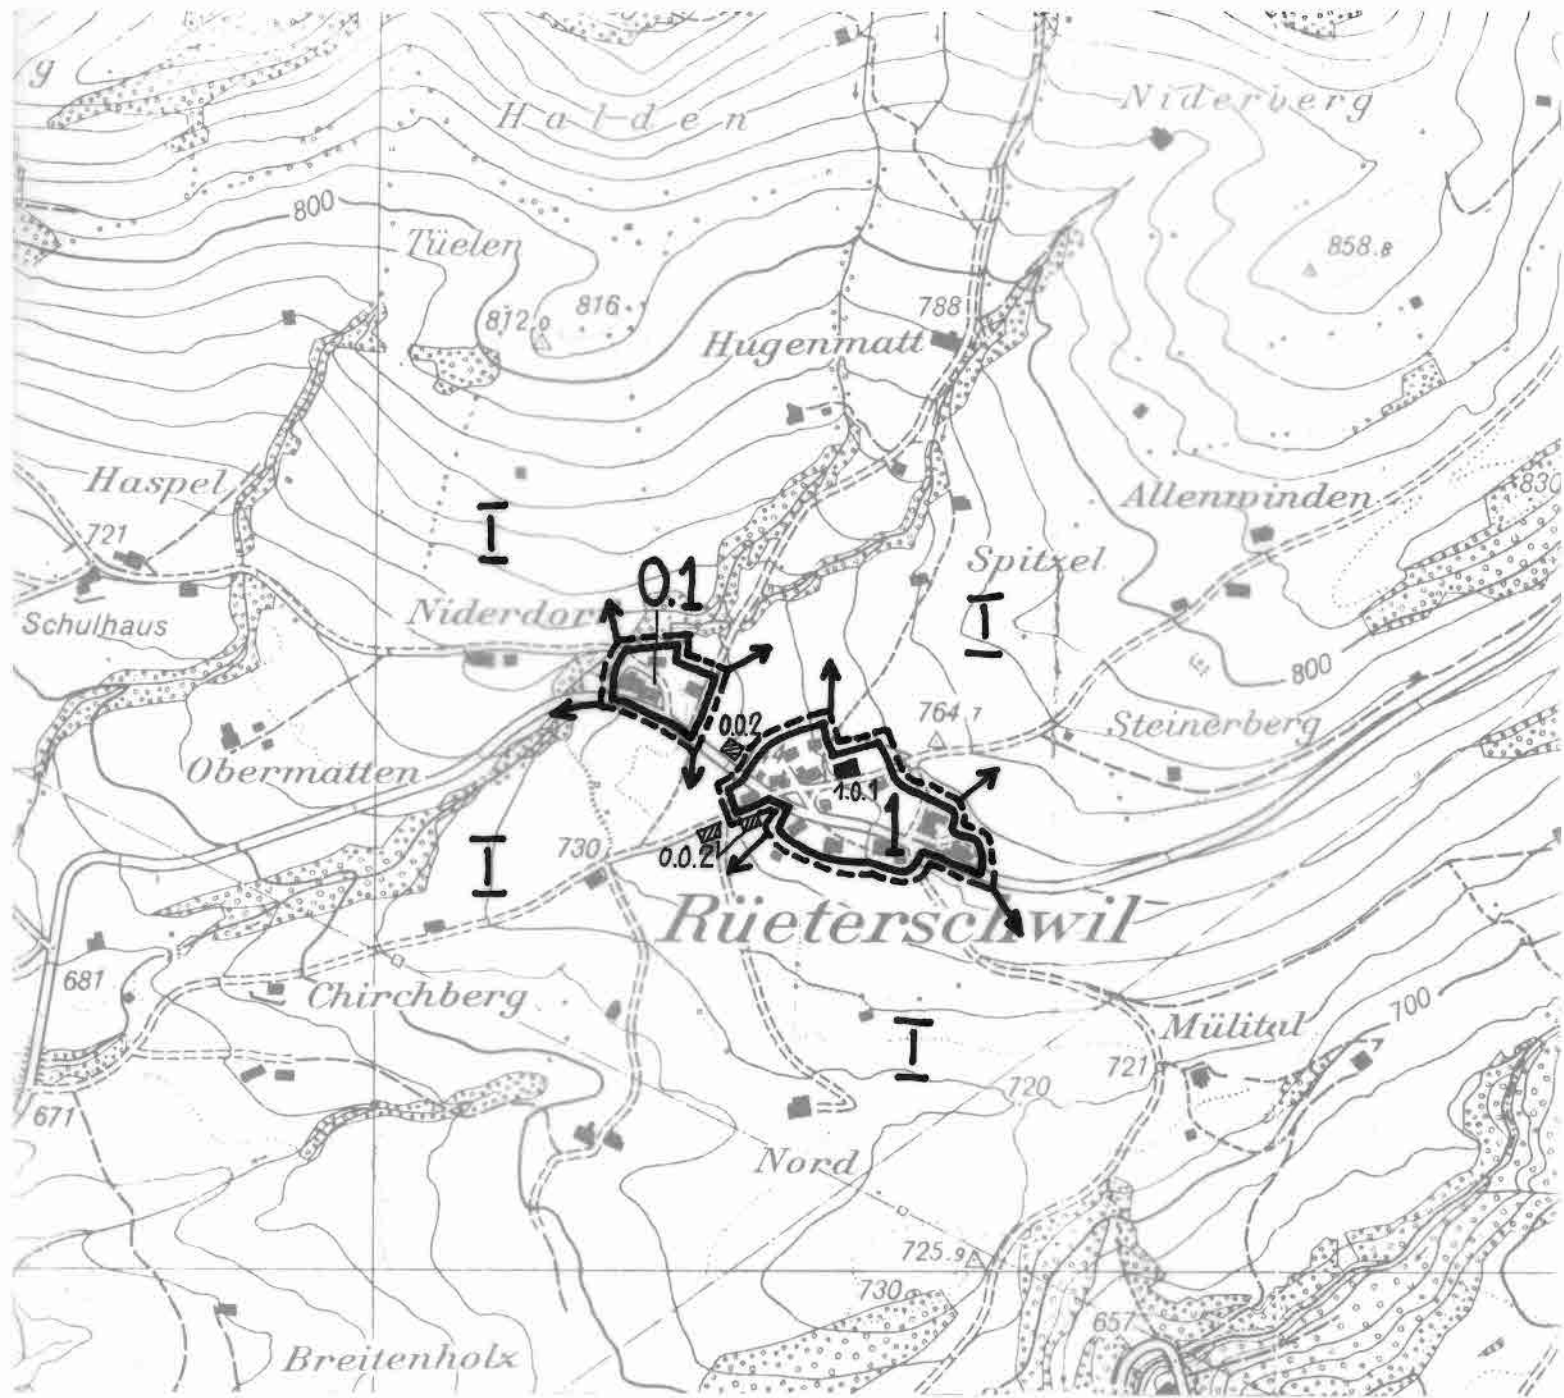 g
Halden
Niderberg
800
Tüelen
858.8
812.0
816
788
Hugenmatt
Haspel
830
Allenwinden
721
I
Spitzel
Schulhaus
0.1
Niderdorf
I
800
764.7
0.0.2
Steinerberg
Obermatten
1.0.1
1
I
730
0.0.2
Rüeterschwil
681
Chirchberg
700
Mülital
I
721
720
671
Nord
725.9
730
657
Breitenholz